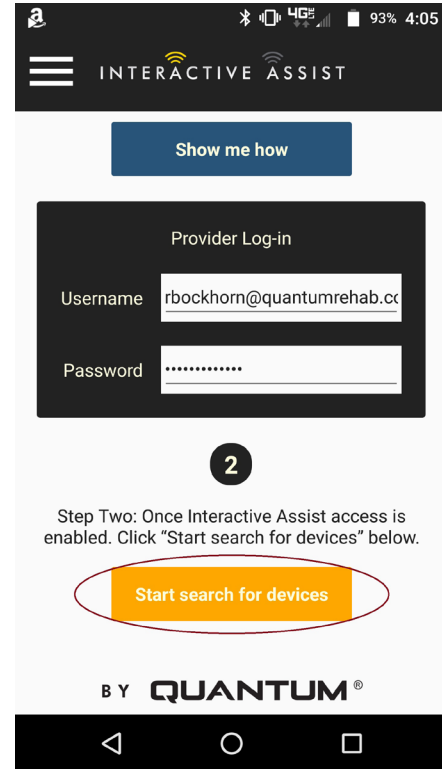 4G 93% 4:05
INTERACTIVE ASSIST
Show me how
Provider Log-in
Username rbockhorn@quantumrehab.cc
Password •••••••••••••
2
Step Two: Once Interactive Assist access is
enabled. Click “Start search for devices” below.
Start search for devices
BY QUANTUM®